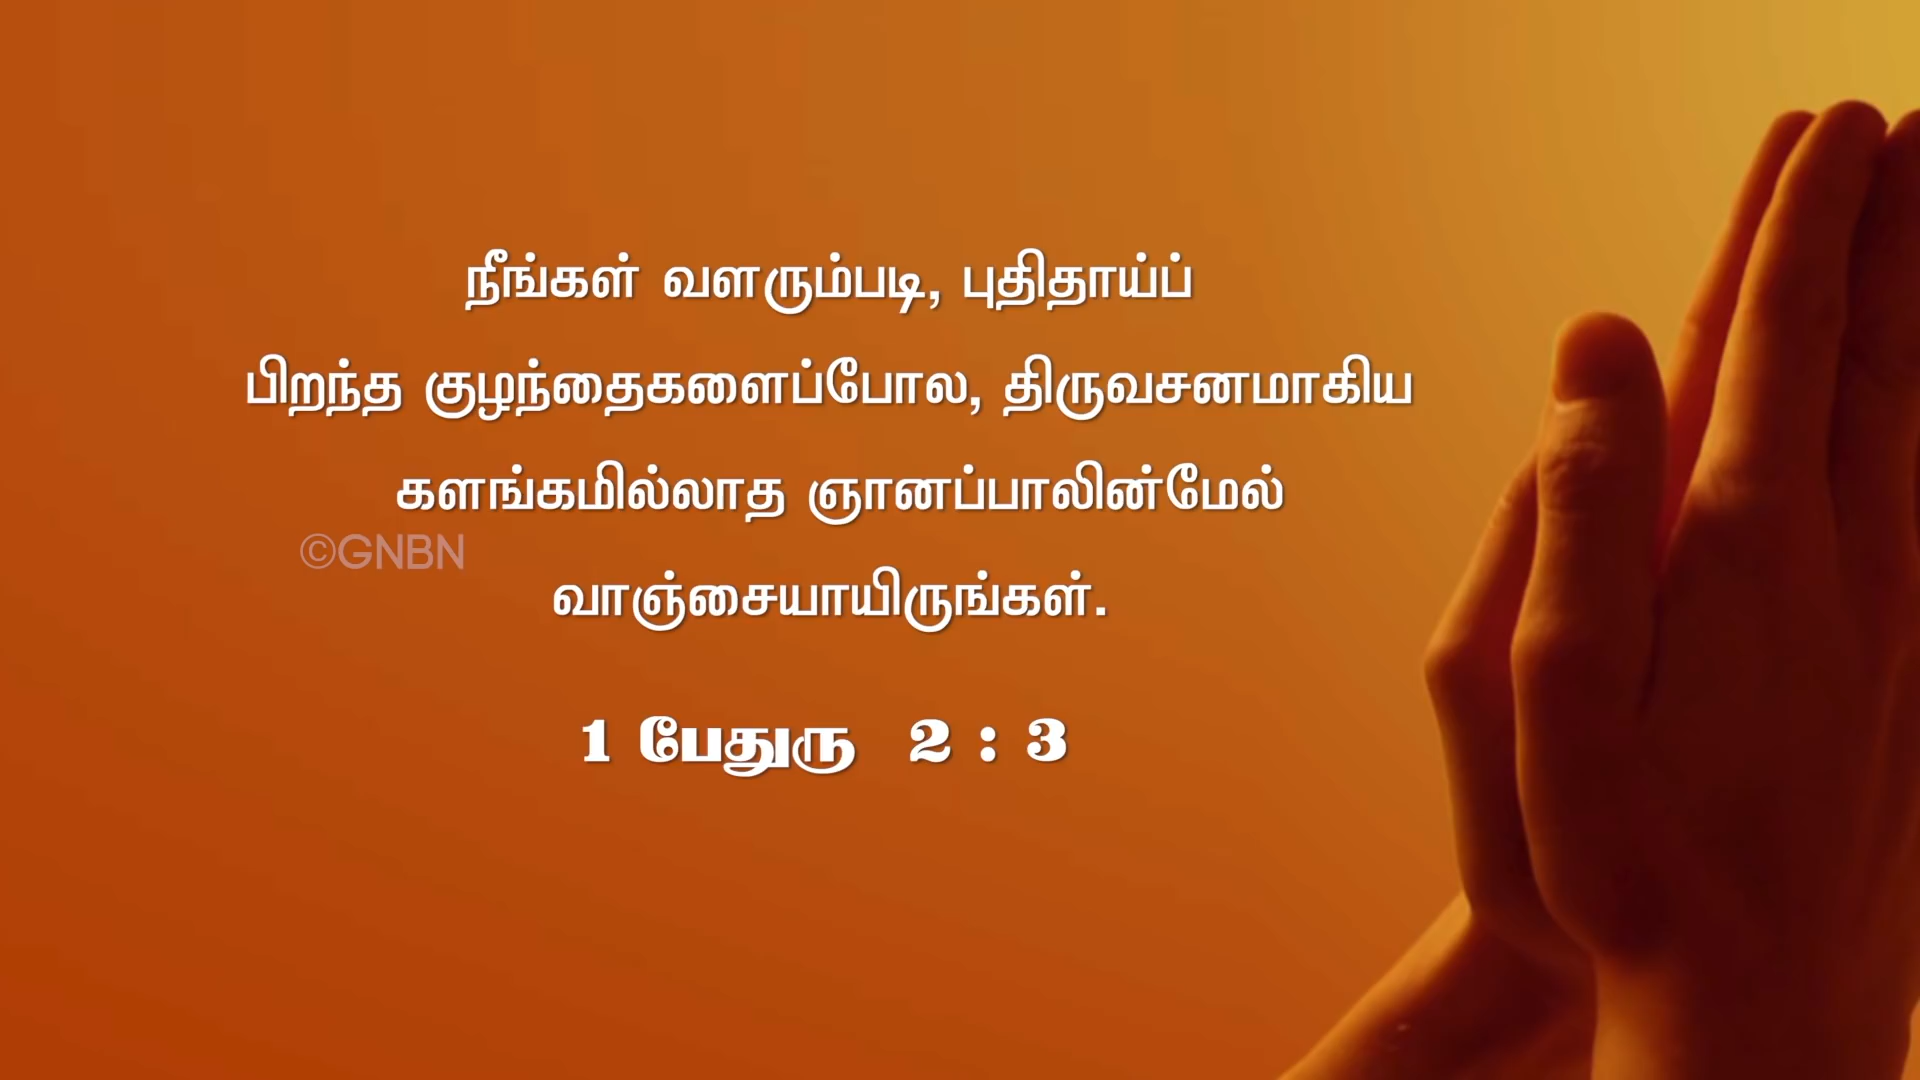 நீங்கள் வளரும்படி, புதிதாய்ப்
பிறந்த குழந்தைகளைப்போல, திருவசனமாகிய
களங்கமில்லாத ஞானப்பாலின்மேல்
©GNBN
வாஞ்சையாயிருங்கள்.
1 பேதுரு 2 : 3